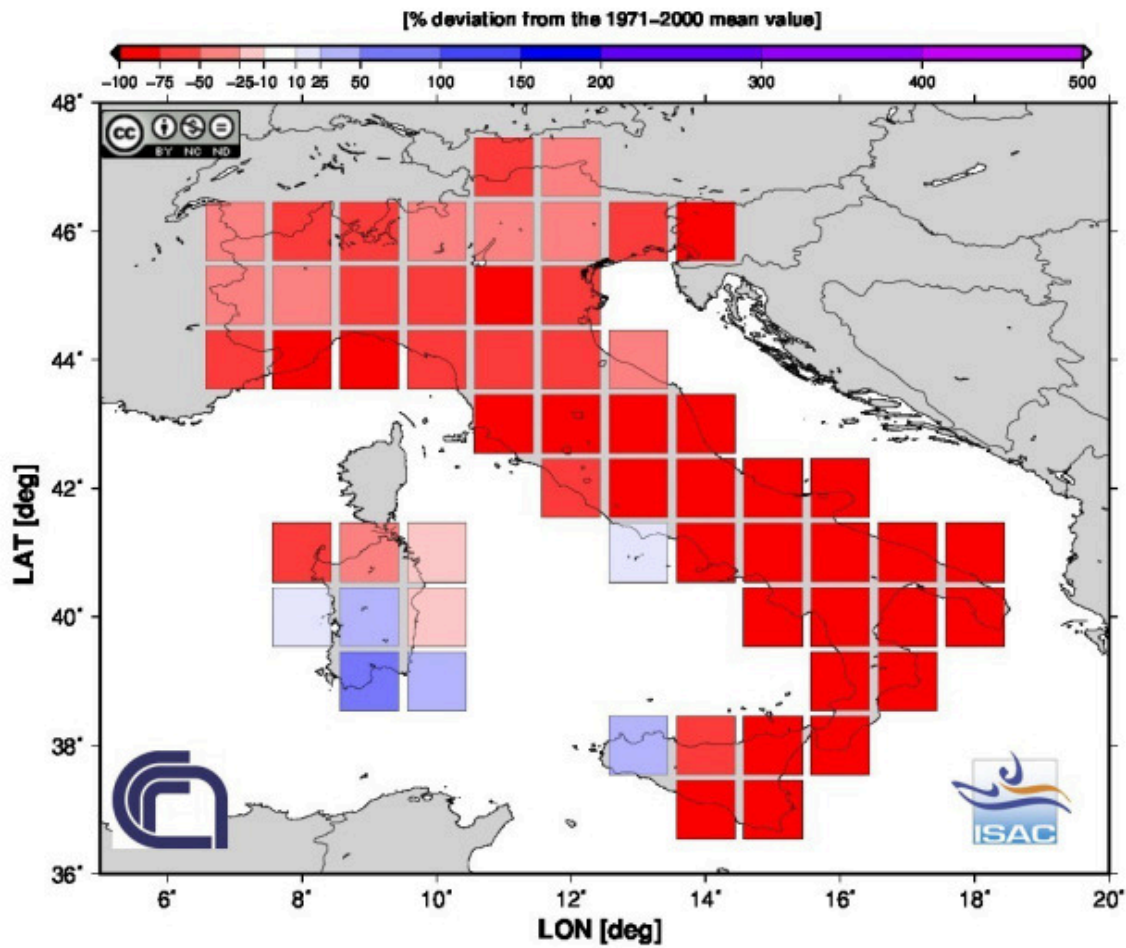 [% deviation from the 1971−2000 mean value]
−100 −75 −50 −25 −10 10 25 50 100 150 200 300 400 500
cc
BY NC ND
48°
46°
44°
42°
40°
38°
36°
LAT [deg]
ISAC
6° 8° 10° 12° 14° 16° 18° 20°
LON [deg]